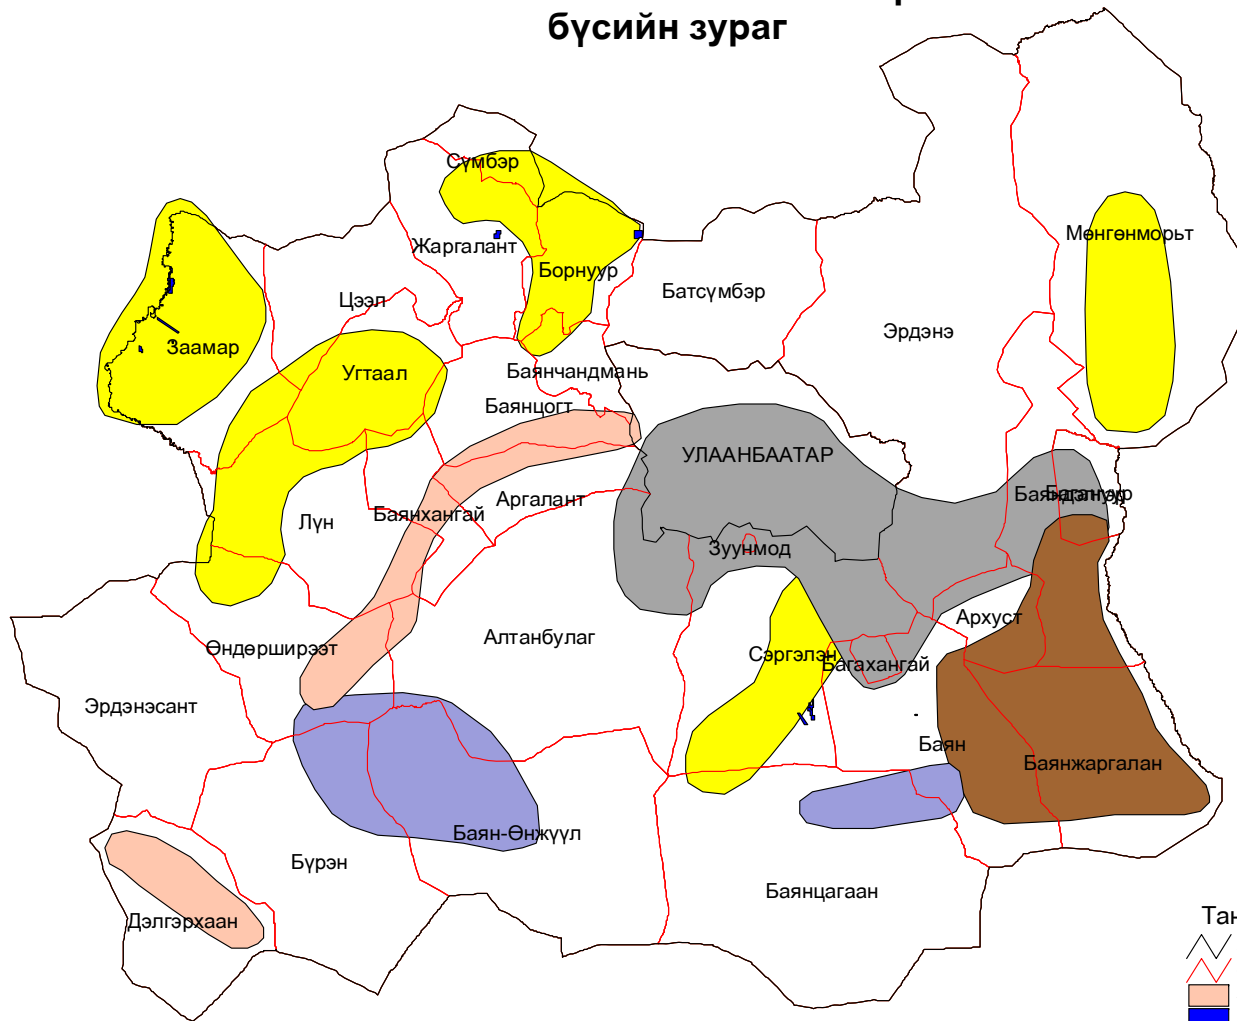 бүсийн зураг
Сүмбэр
Мөнгөнморьт
Жаргалант
Борнуур
Батсүмбэр
Цээл
Эрдэнэ
Заамар
Угтаал
Баянчандмань
Баянцогт
УЛААНБААТАР
Аргалант
Баянхангай
Лүн
Багануур
Зуунмод
Архуст
Алтанбулаг
Өндөрширээт
Сэргэлэн
Багахангай
Эрдэнэсант
Баян
Баянжаргалан
Баян-Өнжүүл
Бүрэн
Баянцагаан
Дэлгэрхаан